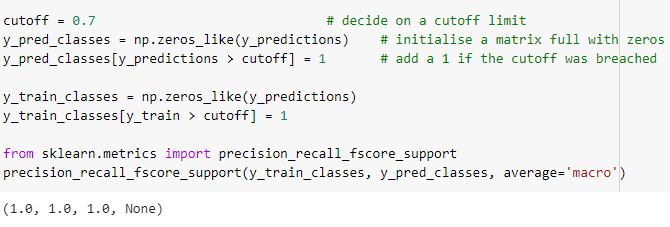 cutoff = 0.7 # decide on a cutoff limit
y_pred_classes = np.zeros_like(y_predictions) # initialise a matrix full with zeros
y_pred_classes[y_predictions > cutoff] = 1 # add a 1 if the cutoff was breached
y_train_classes = np.zeros_like(y_predictions)
y_train_classes[y_train > cutoff] = 1
from sklearn.metrics import precision_recall_fscore_support
precision_recall_fscore_support(y_train_classes, y_pred_classes, average='macro')
(1.0, 1.0, 1.0, None)